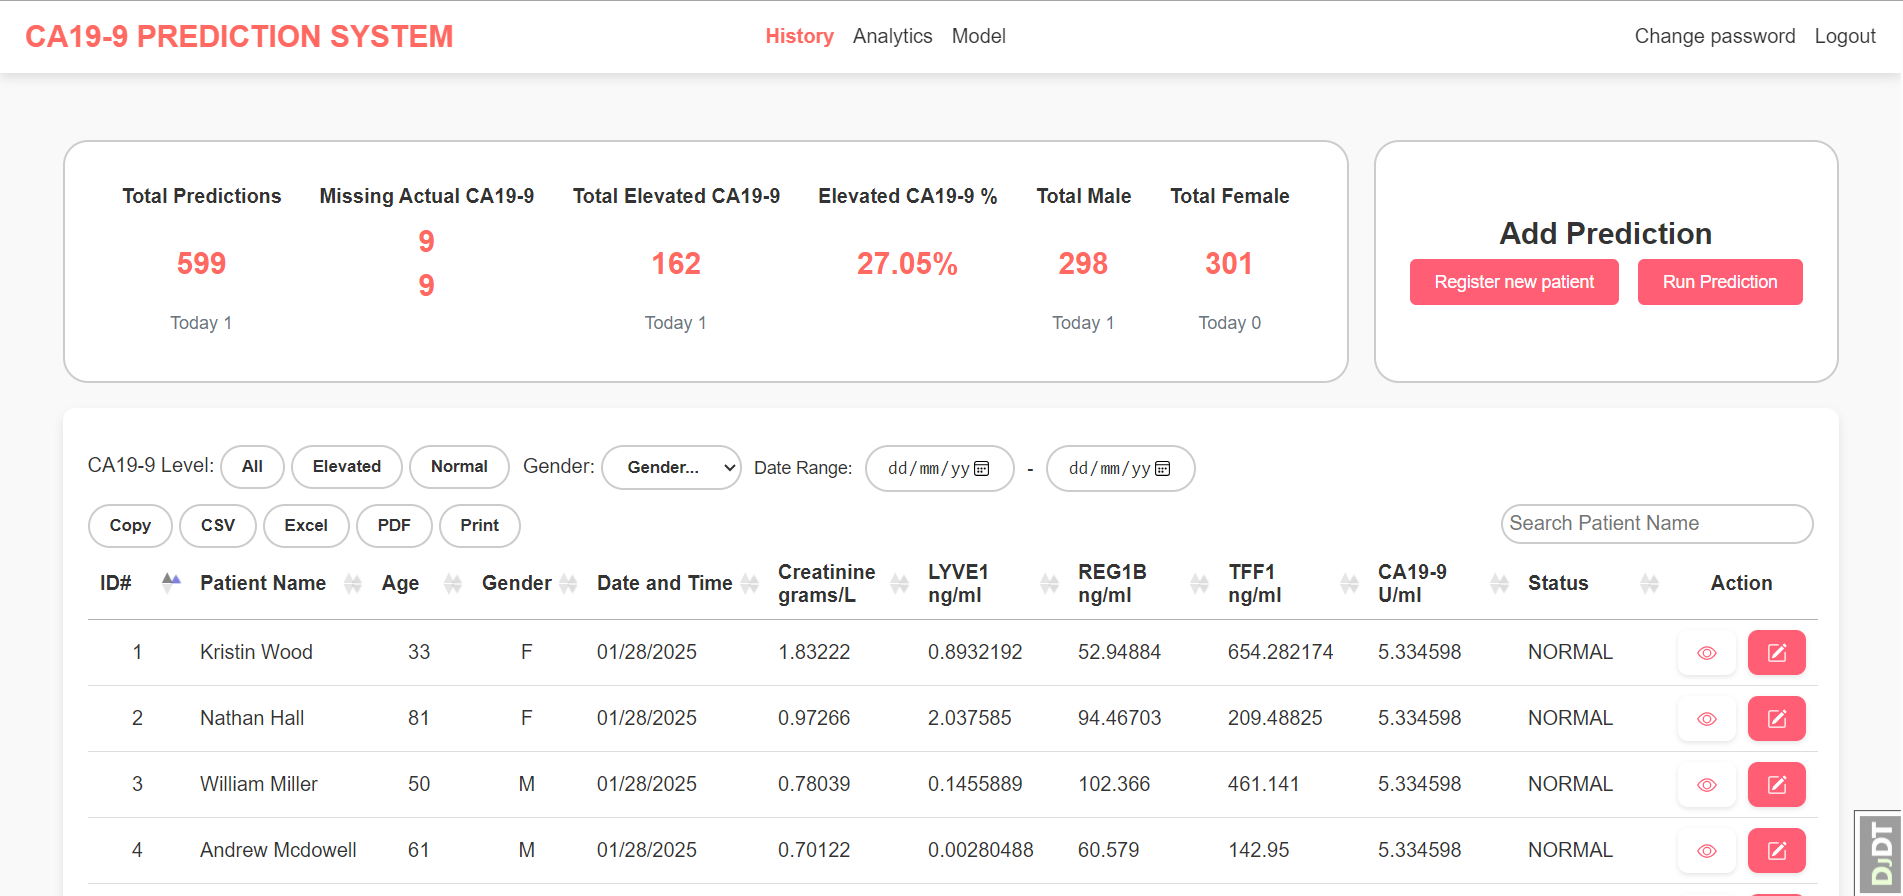 CA19-9 PREDICTION SYSTEM History Analytics Model Change password Logout
Total Predictions Missing Actual CA19-9 Total Elevated CA19-9 Elevated CA19-9 % Total Male Total Female
9
599 162 27.05% 298 301
9
Today 1 Today 1 Today 1 Today 0
Add Prediction
Register new patient Run Prediction
CA19-9 Level: All Elevated Normal Gender: Gender... Date Range: dd/mm/yy - dd/mm/yy
Copy CSV Excel PDF Print Search Patient Name
ID# Patient Name Age Gender Date and Time Creatinine grams/L LYVE1 ng/ml REG1B ng/ml TFF1 ng/ml CA19-9 U/ml Status Action
1 Kristin Wood 33 F 01/28/2025 1.83222 0.8932192 52.94884 654.282174 5.334598 NORMAL
2 Nathan Hall 81 F 01/28/2025 0.97266 2.037585 94.46703 209.48825 5.334598 NORMAL
3 William Miller 50 M 01/28/2025 0.78039 0.1455889 102.366 461.141 5.334598 NORMAL
4 Andrew Mcdowell 61 M 01/28/2025 0.70122 0.00280488 60.579 142.95 5.334598 NORMAL
DJDT